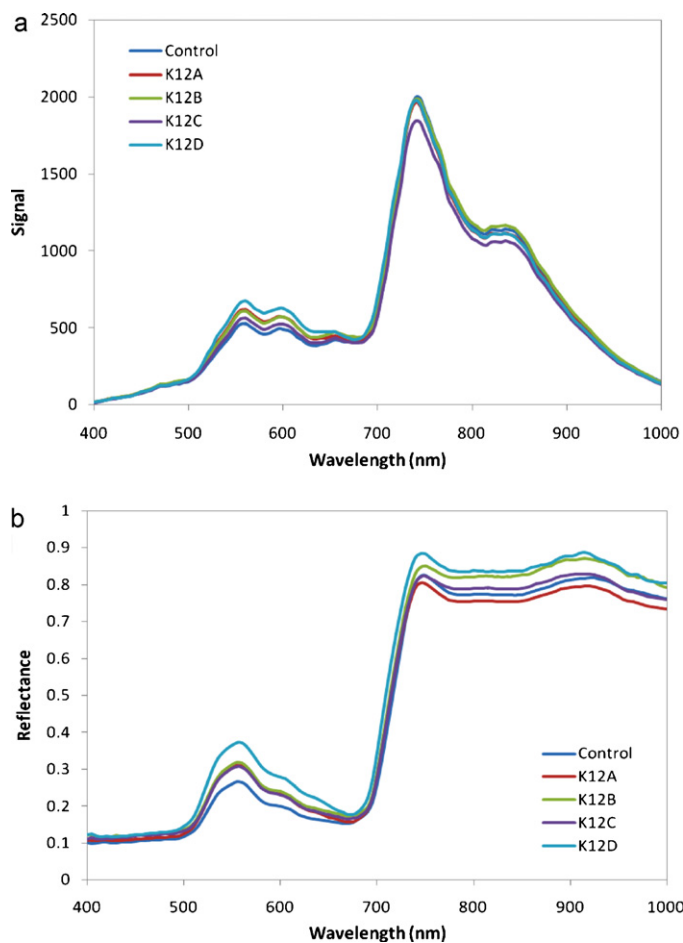 a
2500
2000
1500
1000
500
0
Signal
Control
K12A
K12B
K12C
K12D
400 500 600 700 800 900 1000
Wavelength (nm)
b
1
0.9
0.8
0.7
0.6
0.5
0.4
0.3
0.2
0.1
0
Reflectance
Control
K12A
K12B
K12C
K12D
400 500 600 700 800 900 1000
Wavelength (nm)